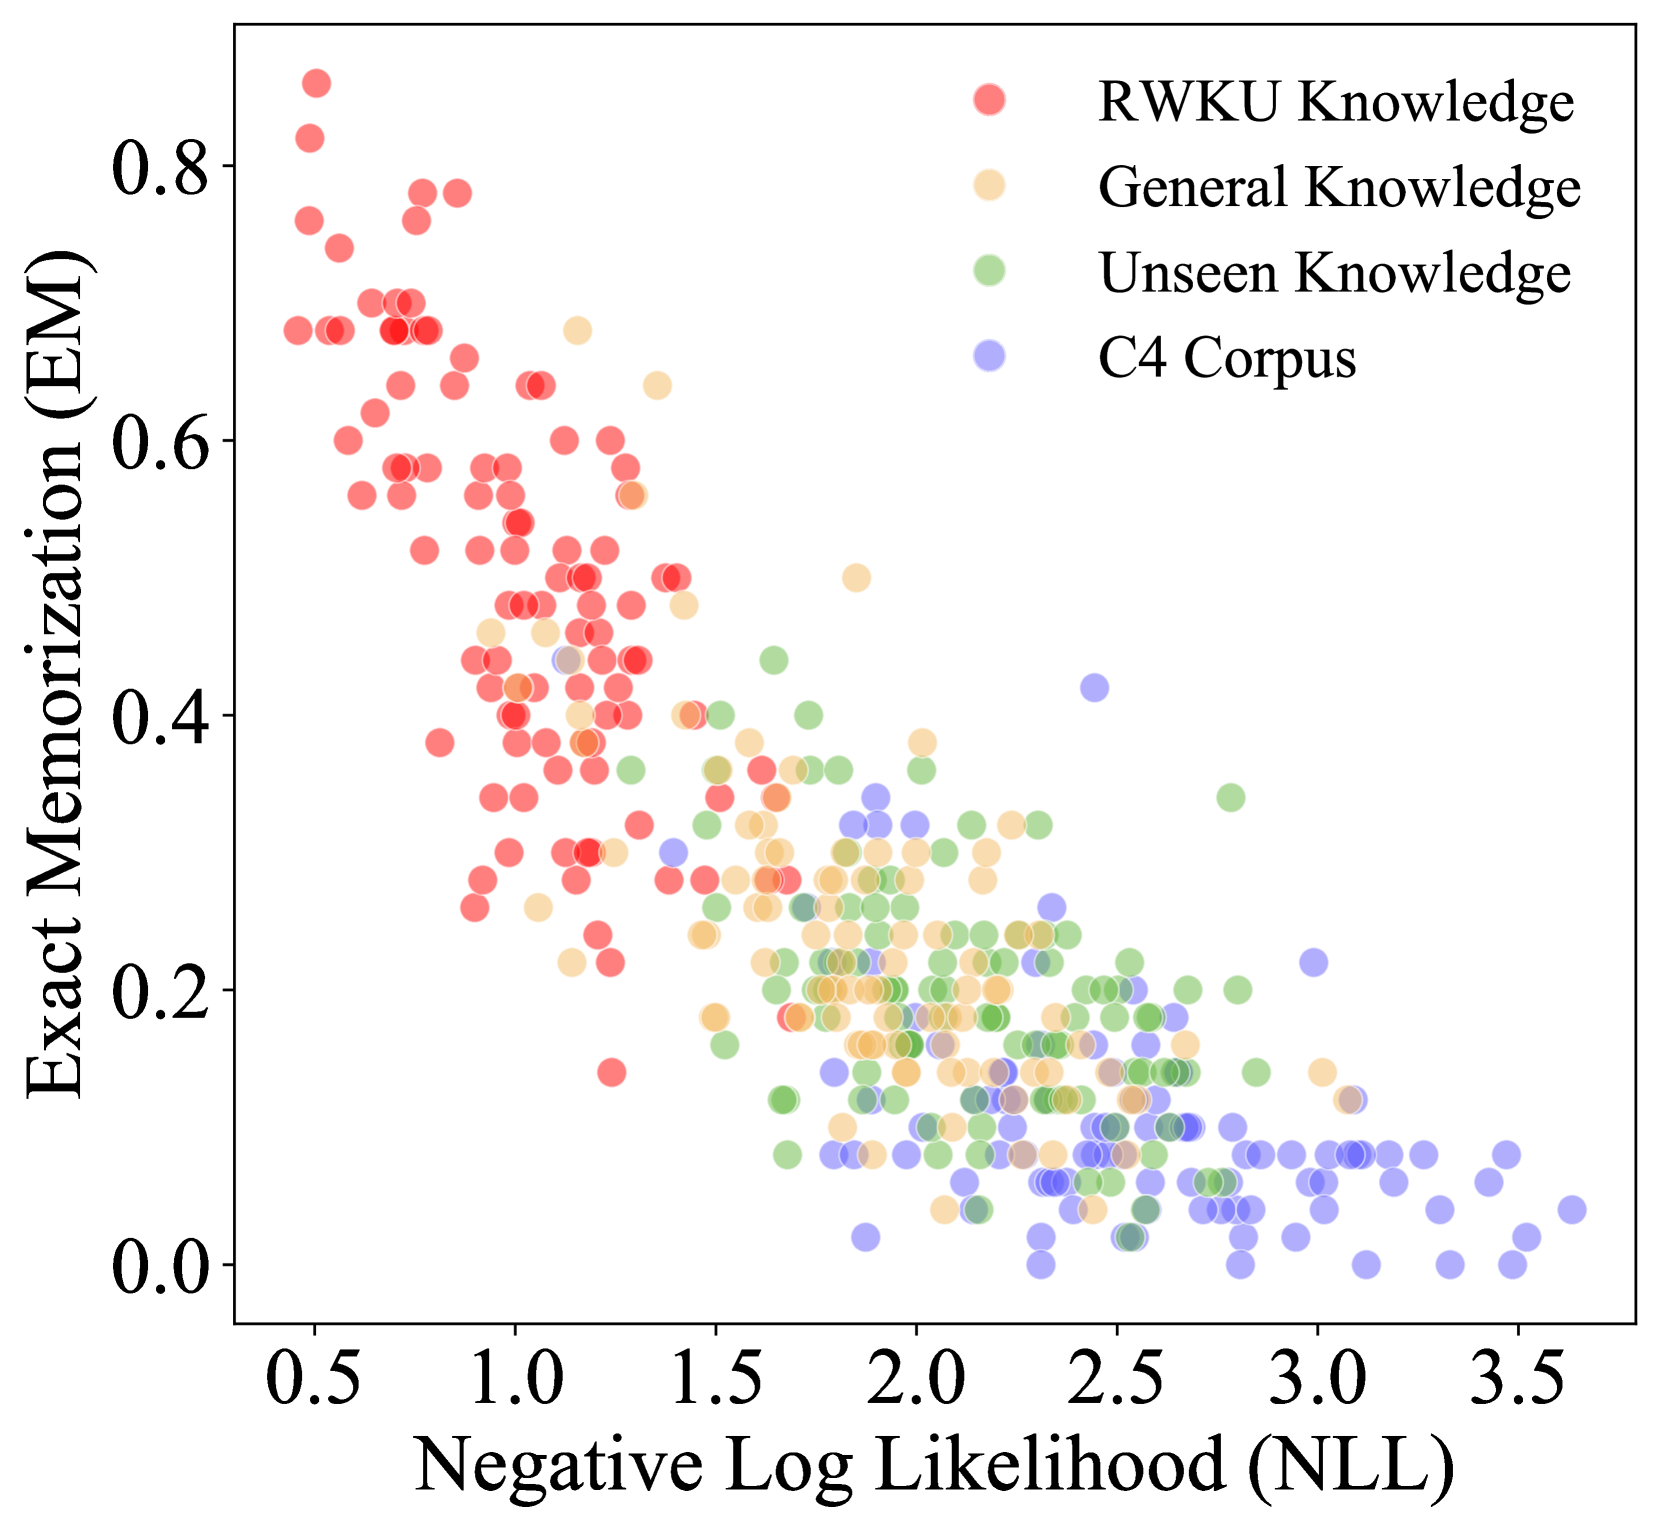 RWKU Knowledge
General Knowledge
Unseen Knowledge
C4 Corpus
Exact Memorization (EM)
0.8
0.6
0.4
0.2
0.0
0.5 1.0 1.5 2.0 2.5 3.0 3.5
Negative Log Likelihood (NLL)